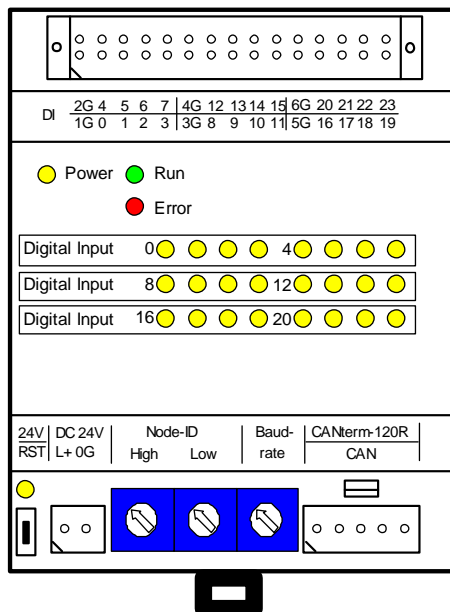 DI 2G 4 5 6 7 4G 12 13 14 15 6G 20 21 22 23
1G 0 1 2 3 3G 8 9 10 11 5G 16 17 18 19
Power Run
Error
Digital Input 0 4
Digital Input 8 12
Digital Input 16 20
24V DC 24V Node-ID Baud- CANterm-120R
RST L+ 0G High Low rate CAN